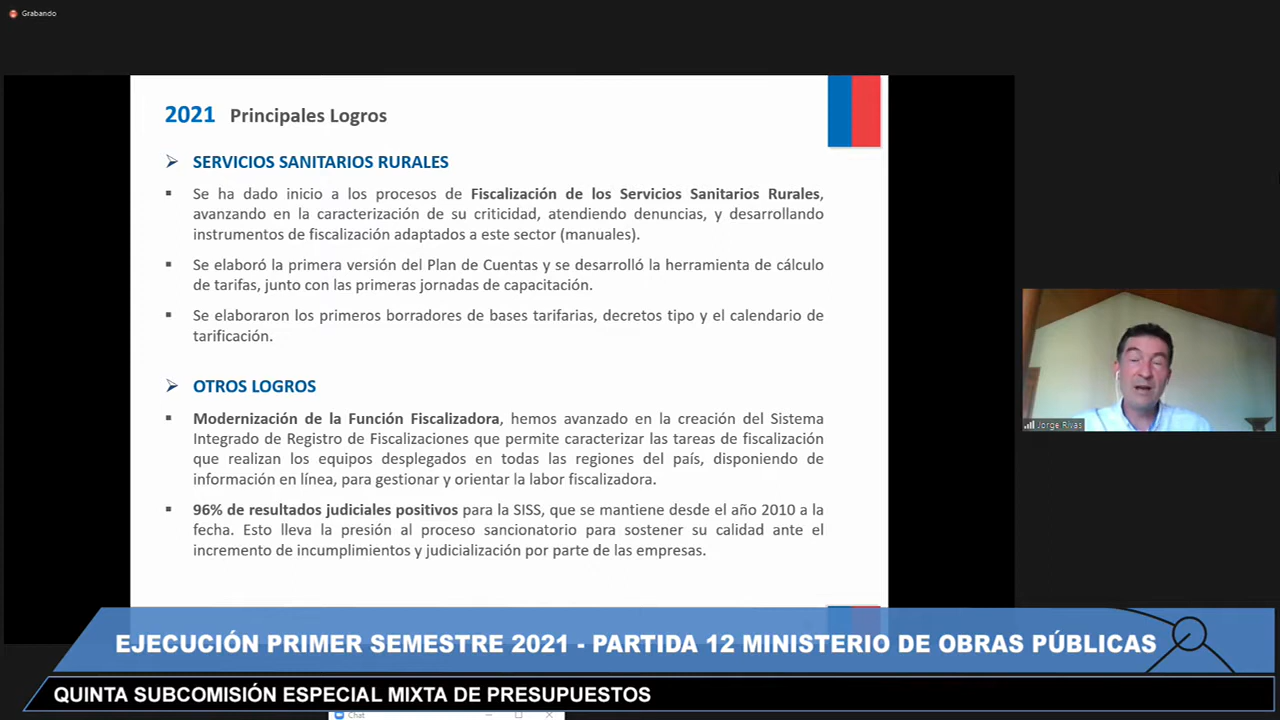 Grabando
2021 Principales Logros
SERVICIOS SANITARIOS RURALES
Se ha dado inicio a los procesos de Fiscalización de los Servicios Sanitarios Rurales,
avanzando en la caracterización de su criticidad, atendiendo denuncias, y desarrollando
instrumentos de fiscalización adaptados a este sector (manuales).
Se elaboró la primera versión del Plan de Cuentas y se desarrolló la herramienta de cálculo
de tarifas, junto con las primeras jornadas de capacitación.
Se elaboraron los primeros borradores de bases tarifarias, decretos tipo y el calendario de
tarificación.
OTROS LOGROS
Modernización de la Función Fiscalizadora, hemos avanzado en la creación del Sistema
Integrado de Registro de Fiscalizaciones que permite caracterizar las tareas de fiscalización
que realizan los equipos desplegados en todas las regiones del país, disponiendo de
información en línea, para gestionar y orientar la labor fiscalizadora.
96% de resultados judiciales positivos para la SISS, que se mantiene desde el año 2010 a la
fecha. Esto lleva la presión al proceso sancionatorio para sostener su calidad ante el
incremento de incumplimientos y judicialización por parte de las empresas.
Jorge Rivas
EJECUCIÓN PRIMER SEMESTRE 2021 - PARTIDA 12 MINISTERIO DE OBRAS PÚBLICAS
QUINTA SUBCOMISIÓN ESPECIAL MIXTA DE PRESUPUESTOS
Chat